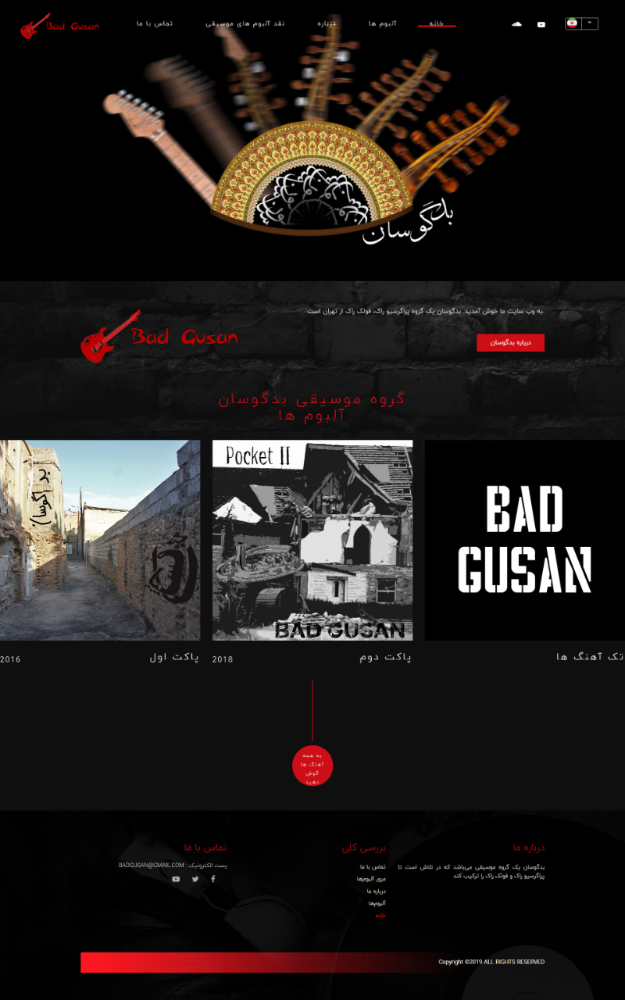 Bad Gusan
خانه
آلبوم ها
درباره
نقد آلبوم های موسیقی
تماس با ما
بدگوسان
Bad Gusan
به وب سایت ما خوش آمدید. بدگوسان یک گروه پراگرسیو راک، فولک راک از تهران است.
درباره بدگوسان
گروه موسیقی بدگوسان
آلبوم ها
بد گوسان
Pocket II
BAD GUSAN
BAD
GUSAN
پاکت اول
2016
پاکت دوم
2018
تک آهنگ ها
به همه
آهنگ ها
گوش
دهید
درباره ما
بدگوسان یک گروه موسیقی می‌باشد که در تلاش است تا
پراگرسیو راک و فولک راک را ترکیب کند
بررسی کلی
تماس با ما
مرور آلبوم‌ها
درباره ما
آلبوم‌ها
خانه
تماس با ما
پست الکترونیک : BADGUSAN@GMAIL.COM
Copyright ©2019 ALL RIGHTS RESERVED